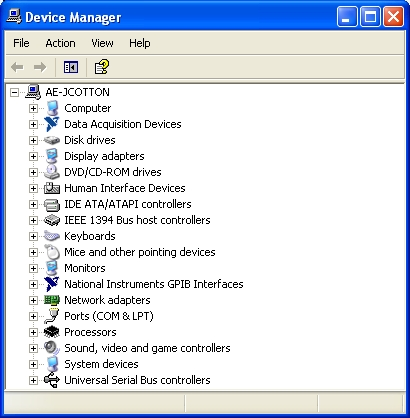 Device Manager
File Action View Help
AE-JCOTTON
Computer
Data Acquisition Devices
Disk drives
Display adapters
DVD/CD-ROM drives
Human Interface Devices
IDE ATA/ATAPI controllers
IEEE 1394 Bus host controllers
Keyboards
Mice and other pointing devices
Monitors
National Instruments GPIB Interfaces
Network adapters
Ports (COM & LPT)
Processors
Sound, video and game controllers
System devices
Universal Serial Bus controllers